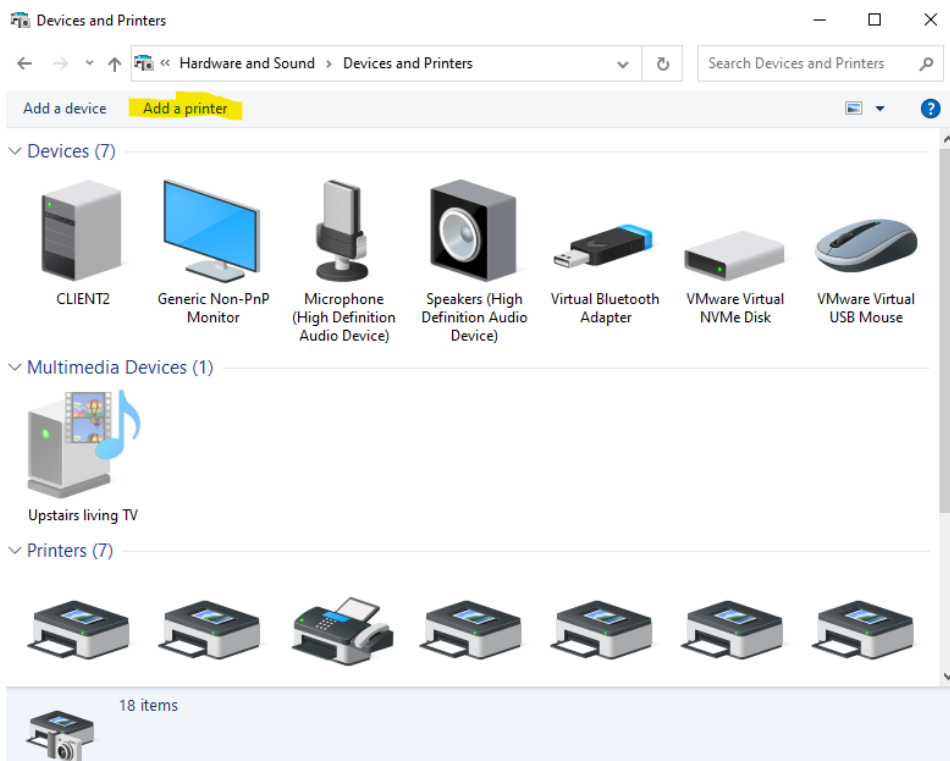 Devices and Printers
« Hardware and Sound › Devices and Printers
Search Devices and Printers
Add a device
Add a printer
Devices (7)
CLIENT2
Generic Non-PnP
Monitor
Microphone
(High Definition
Audio Device)
Speakers (High
Definition Audio
Device)
Virtual Bluetooth
Adapter
VMware Virtual
NVMe Disk
VMware Virtual
USB Mouse
Multimedia Devices (1)
Upstairs living TV
Printers (7)
18 items